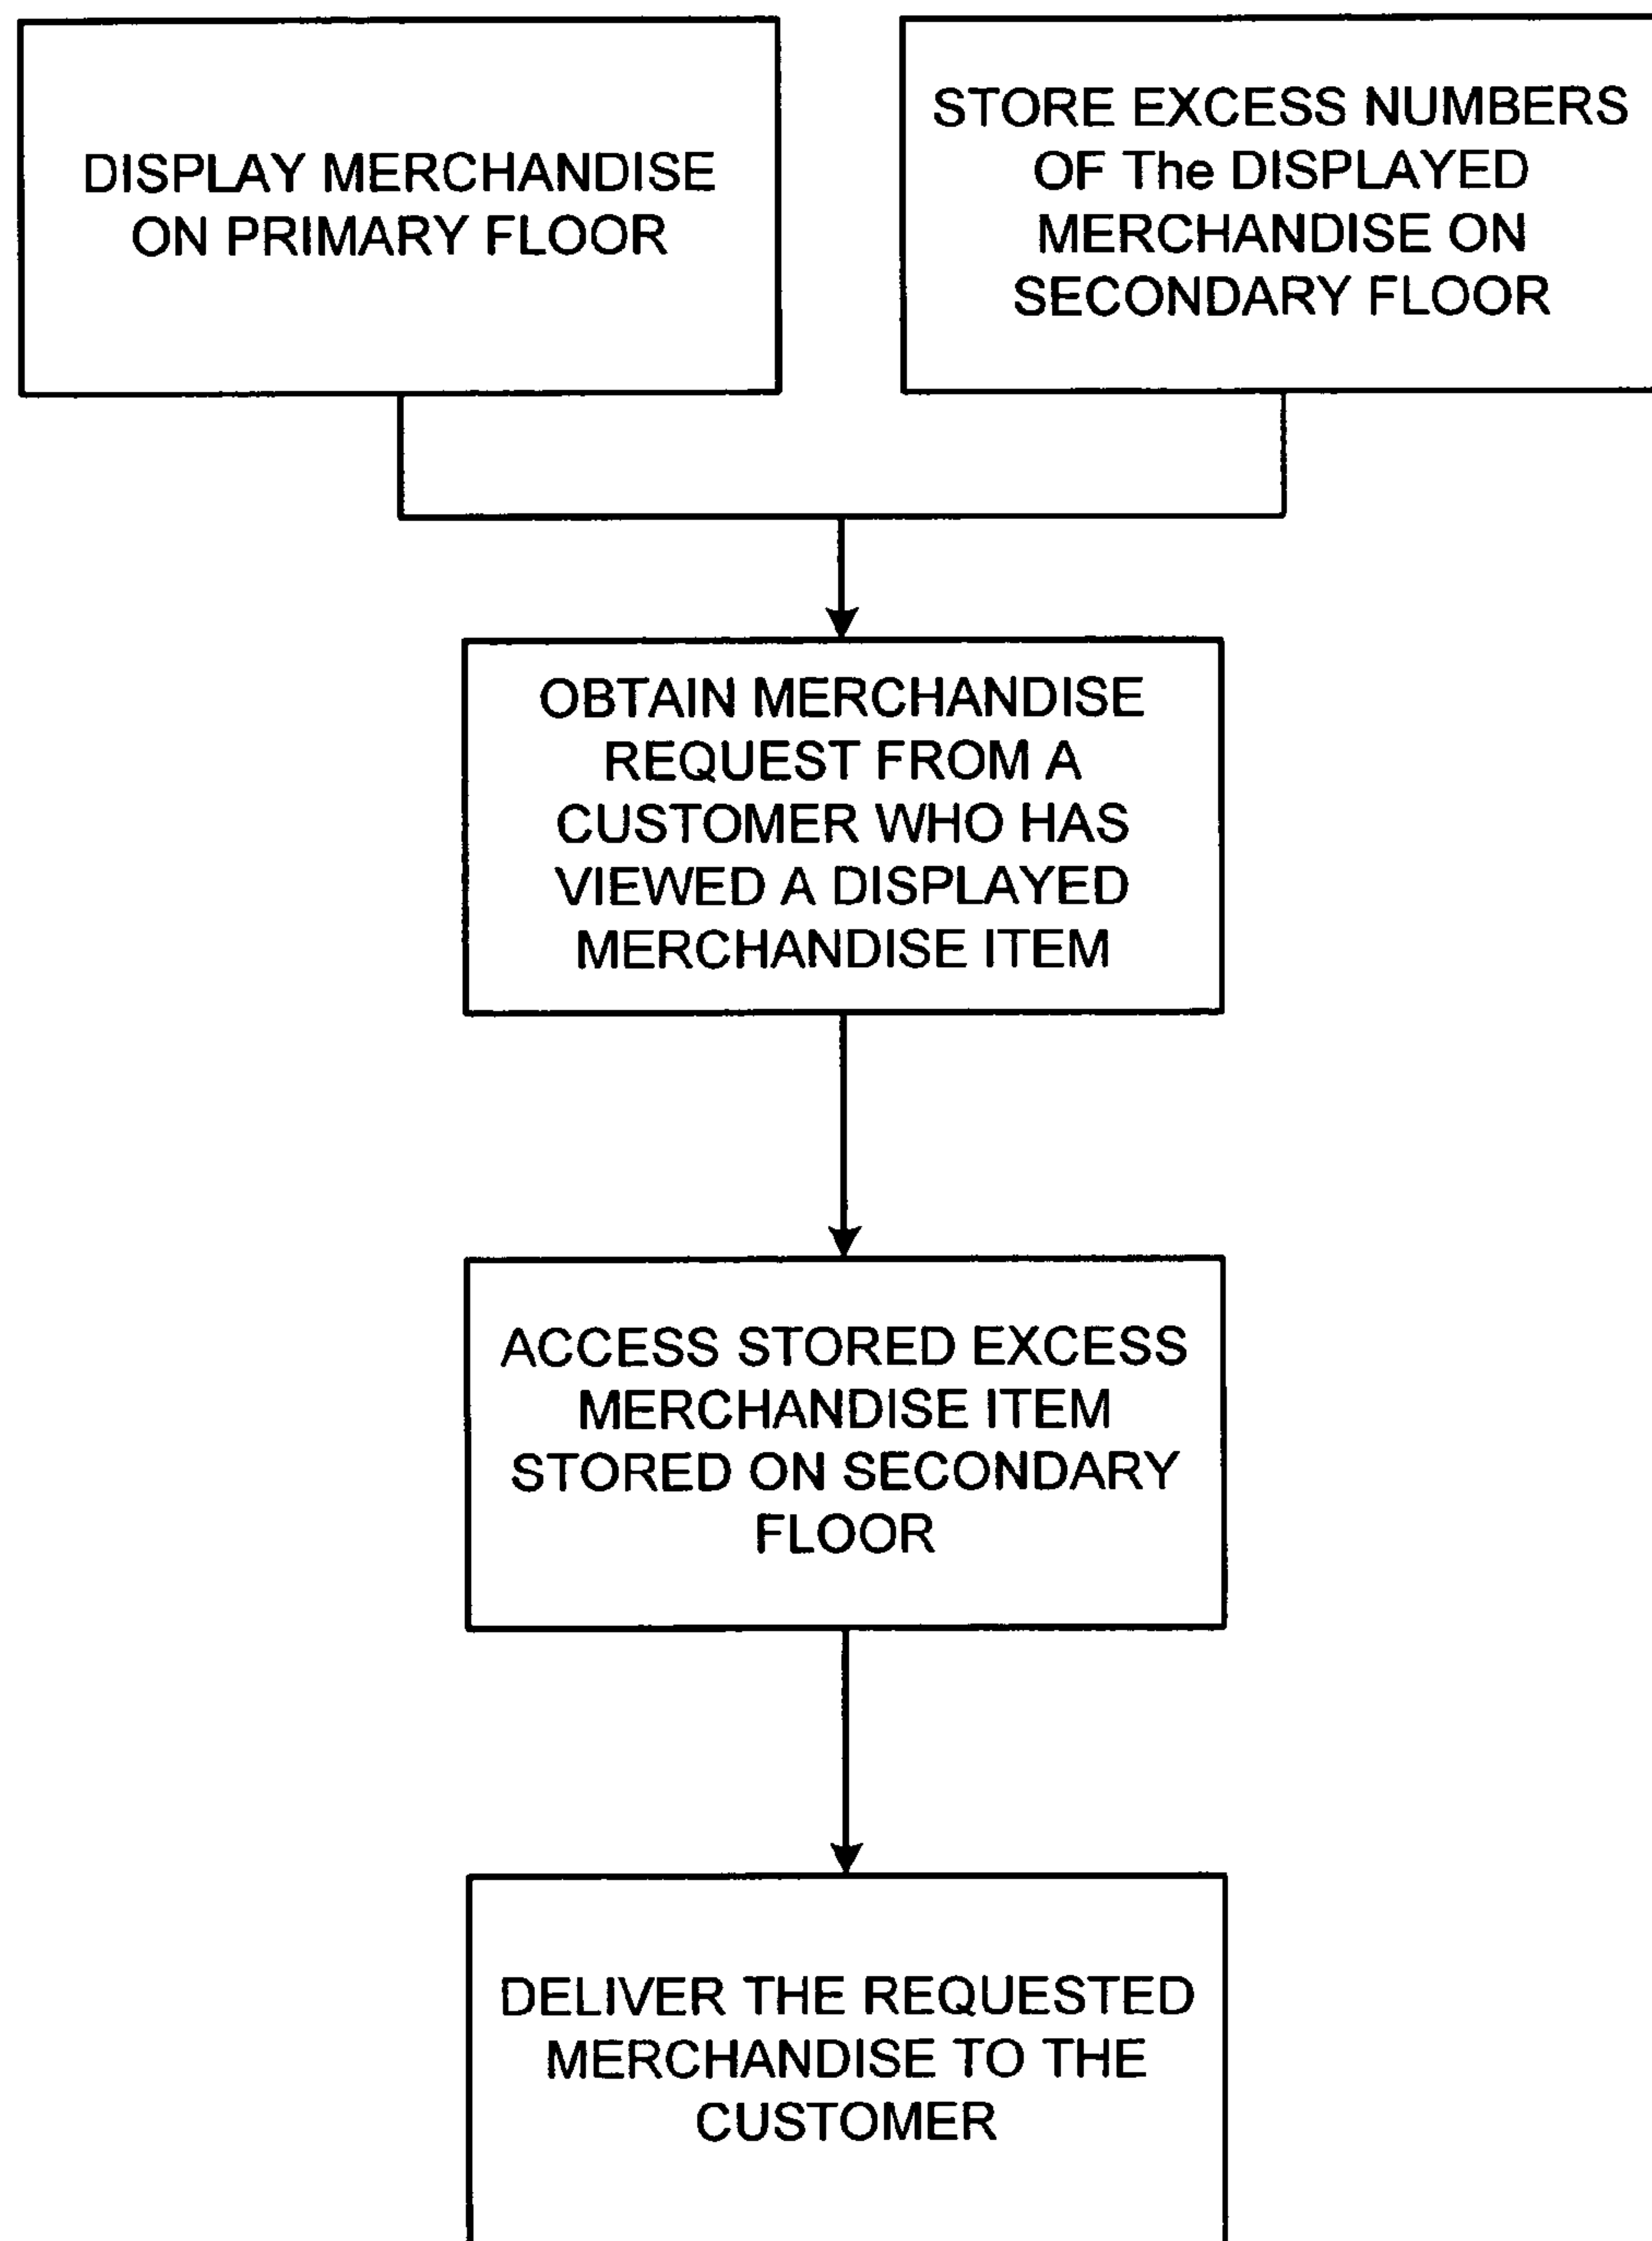 DISPLAY MERCHANDISE
ON PRIMARY FLOOR
STORE EXCESS NUMBERS
OF The DISPLAYED
MERCHANDISE ON
SECONDARY FLOOR
OBTAIN MERCHANDISE
REQUEST FROM A
CUSTOMER WHO HAS
VIEWED A DISPLAYED
MERCHANDISE ITEM
ACCESS STORED EXCESS
MERCHANDISE ITEM
STORED ON SECONDARY
FLOOR
DELIVER THE REQUESTED
MERCHANDISE TO THE
CUSTOMER